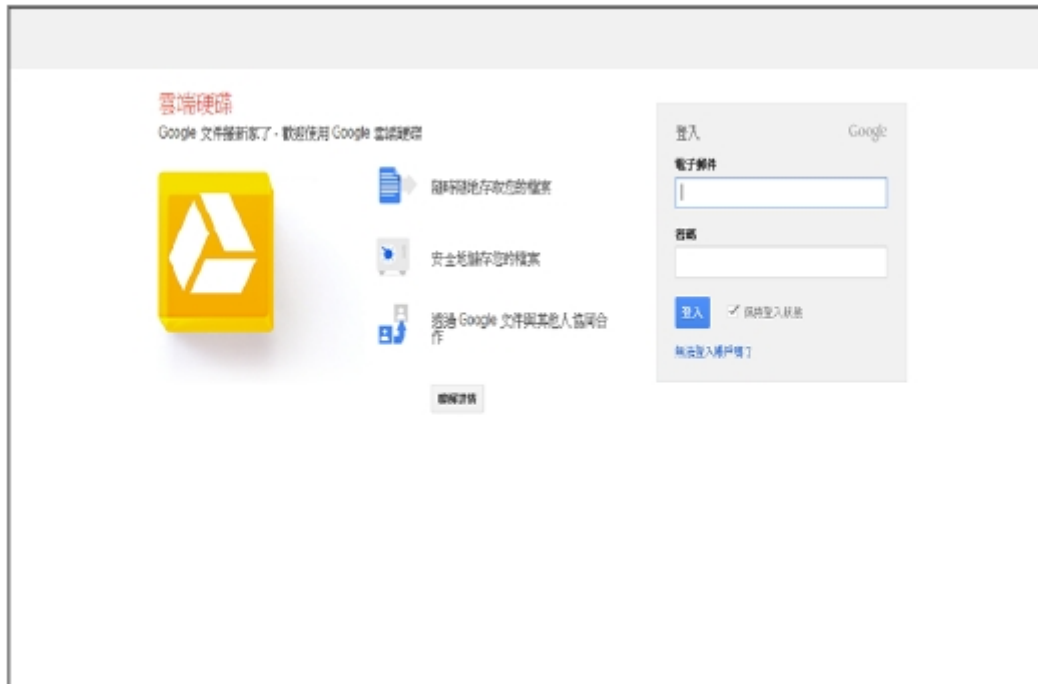 雲端硬碟
Google 文件搬新家了，歡迎使用 Google 雲端硬碟
隨時隨地存取您的檔案
安全地儲存您的檔案
透過 Google 文件與其他人協同合
作
瞭解詳情
登入 Google
電子郵件
密碼
登入 保持登入狀態
無法登入帳戶嗎？